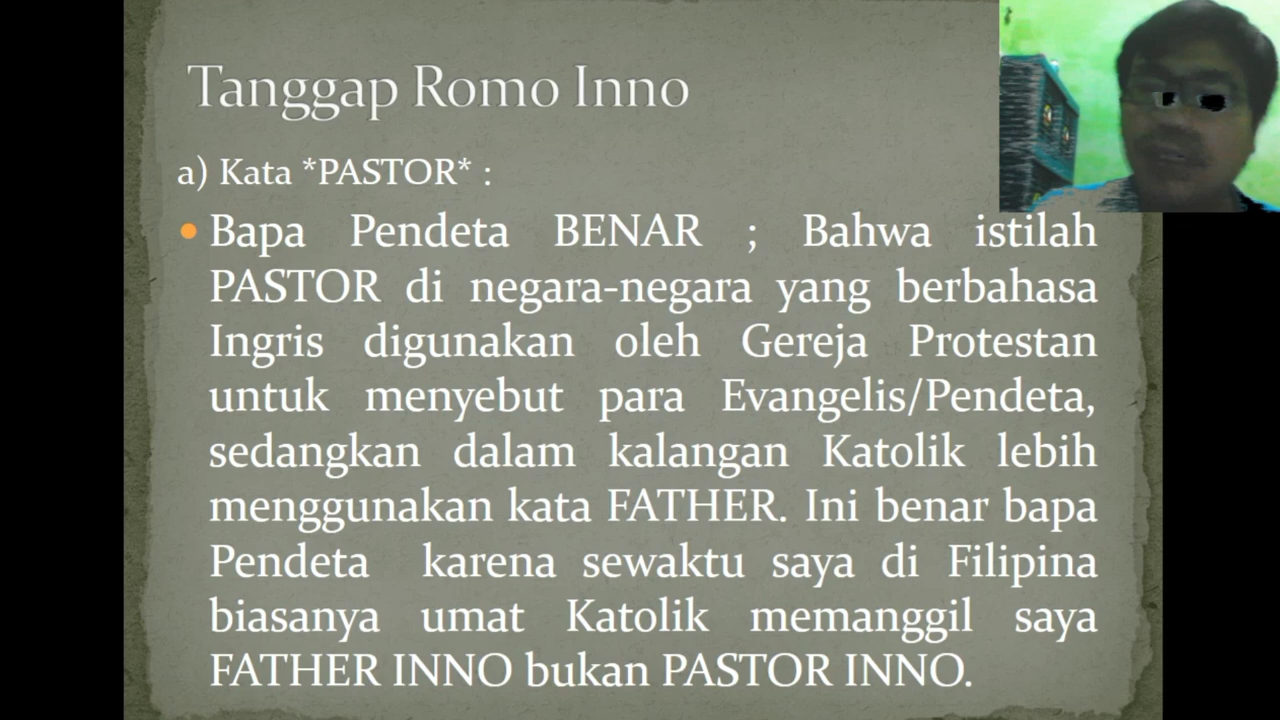 Tanggap Romo Inno
a) Kata *PASTOR* :
Bapa Pendeta BENAR ; Bahwa istilah
PASTOR di negara-negara yang berbahasa
Ingris digunakan oleh Gereja Protestan
untuk menyebut para Evangelis/Pendeta,
sedangkan dalam kalangan Katolik lebih
menggunakan kata FATHER. Ini benar bapa
Pendeta karena sewaktu saya di Filipina
biasanya umat Katolik memanggil saya
FATHER INNO bukan PASTOR INNO.